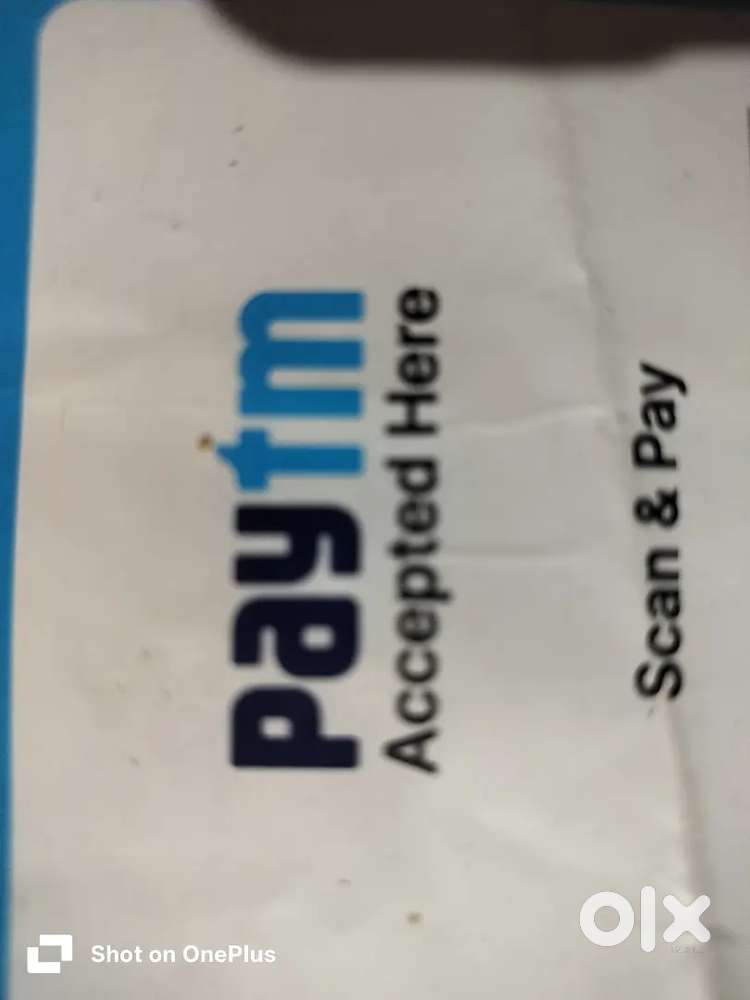 paytm
Accepted Here
Scan & Pay
Shot on OnePlus
olx